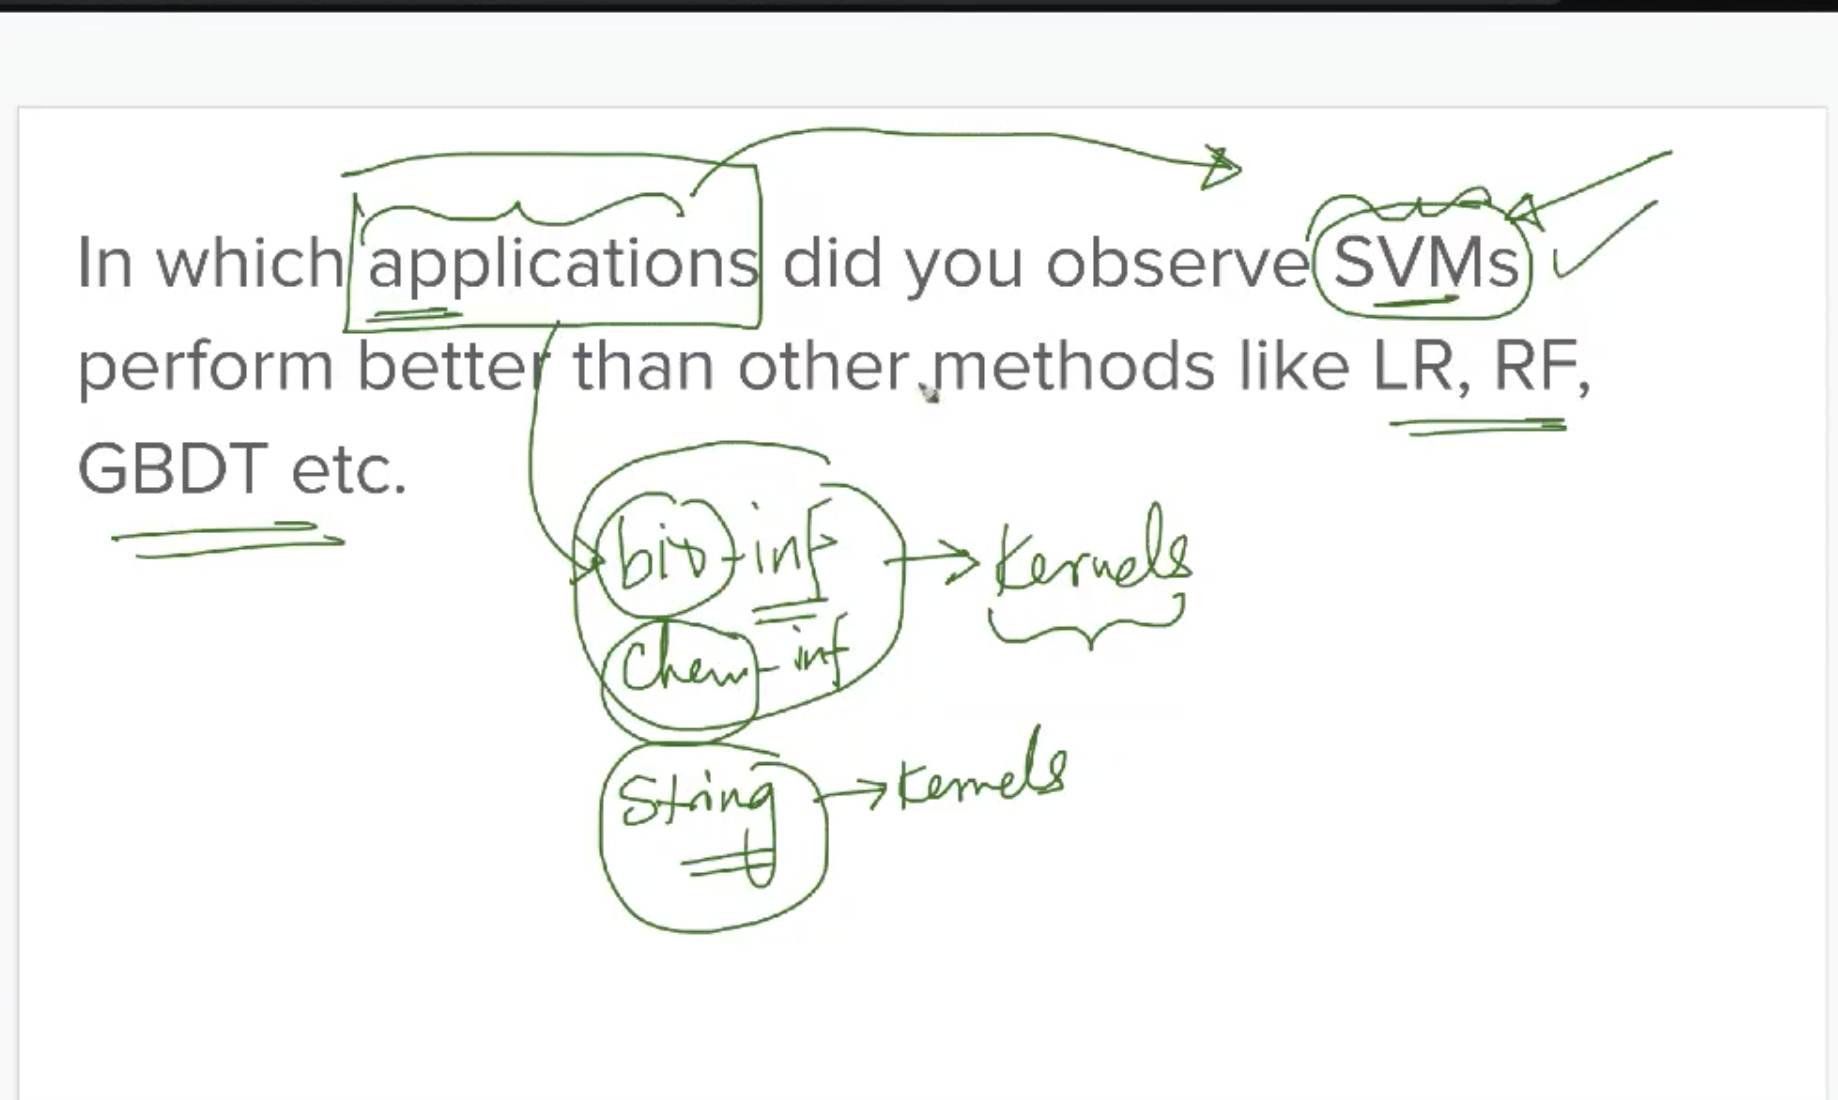 In which applications did you observe SVMs
perform better than other methods like LR, RF,
GBDT etc.
bio-inf → Kernels
Chem-inf
String → Kernels